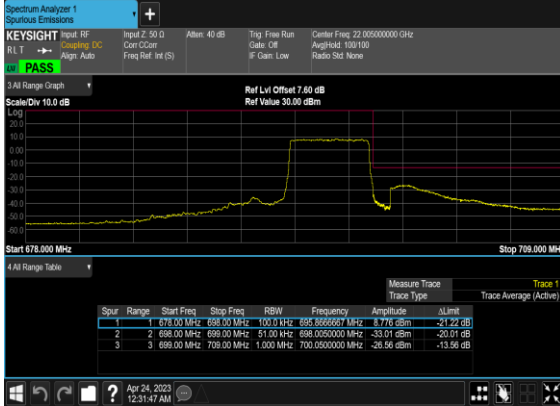 Spectrum Analyzer 1
Spurious Emissions
+
KEYSIGHT Input: RF Input Z: 50 Ω Atten: 40 dB Trig: Free Run Center Freq: 22.005000000 GHz
RLT Coupling: DC Corr CCorr Gate: Off Avg|Hold: 100/100
Align: Auto Freq Ref: Int (S) IF Gain: Low Radio Std: None
PASS
3 All Range Graph
Ref Lvl Offset 7.60 dB
Scale/Div 10.0 dB Ref Value 30.00 dBm
Log
20.0
10.0
0.00
-10.0
-20.0
-30.0
-40.0
-50.0
-60.0
Start 678.000 MHz Stop 709.000 MH
4 All Range Table
Measure Trace Trace 1
Trace Type Trace Average (Active)
Spur Range Start Freq Stop Freq RBW Frequency Amplitude ΔLimit
1 1 678.00 MHz 698.00 MHz 100.0 kHz 695.8666667 MHz 8.776 dBm -21.22 dB
2 2 698.00 MHz 699.00 MHz 51.00 kHz 698.0050000 MHz -33.01 dBm -20.01 dB
3 3 699.00 MHz 709.00 MHz 1.000 MHz 700.0500000 MHz -26.56 dBm -13.56 dB
? Apr 24, 2023
12:31:47 AM